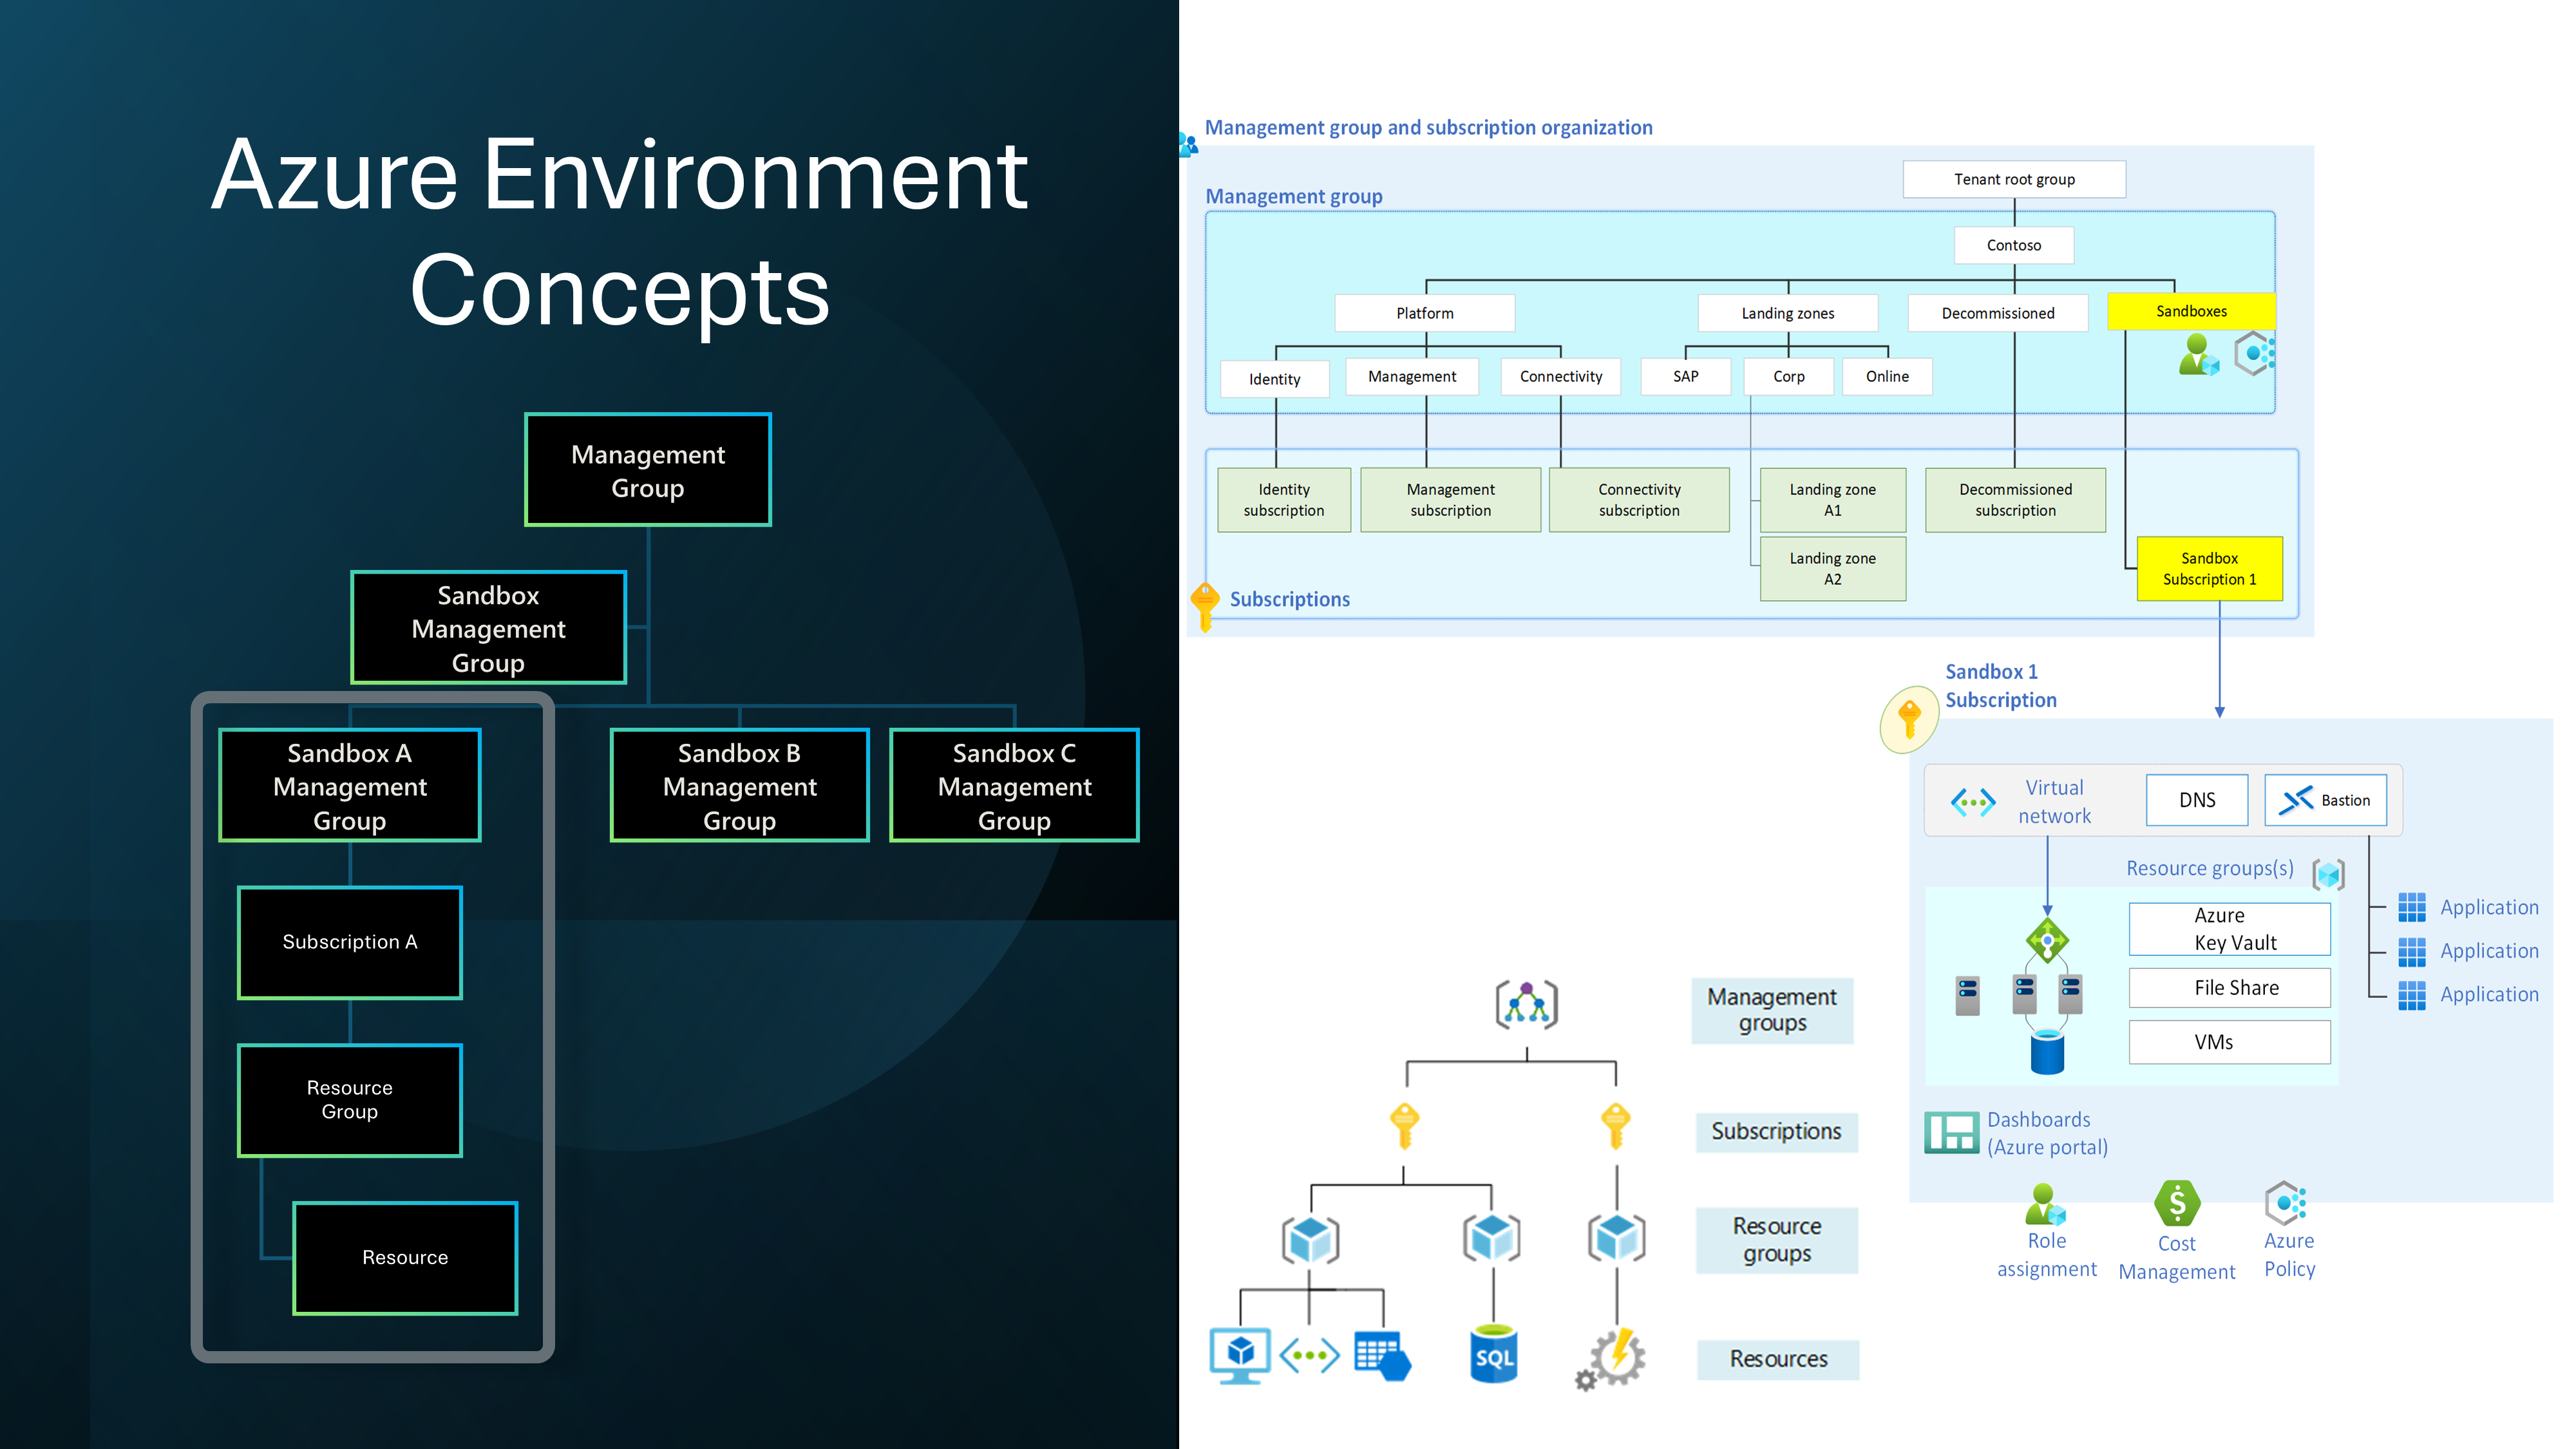 Azure Environment
Concepts
Management
Group
Sandbox
Management
Group
Sandbox A
Management
Group
Sandbox B
Management
Group
Sandbox C
Management
Group
Subscription A
Resource
Group
Resource
Management group and subscription organization
Management group
Tenant root group
Contoso
Platform
Landing zones
Decommissioned
Sandboxes
Identity
Management
Connectivity
SAP
Corp
Online
Identity
subscription
Management
subscription
Connectivity
subscription
Landing zone
A1
Decommissioned
subscription
Landing zone
A2
Sandbox
Subscription 1
Subscriptions
Sandbox 1
Subscription
Virtual
network
DNS
Bastion
Resource groups(s)
Azure
Key Vault
File Share
VMs
Application
Application
Application
Dashboards
(Azure portal)
Role
assignment
Cost
Management
Azure
Policy
Management
groups
Subscriptions
Resource
groups
SQL
Resources